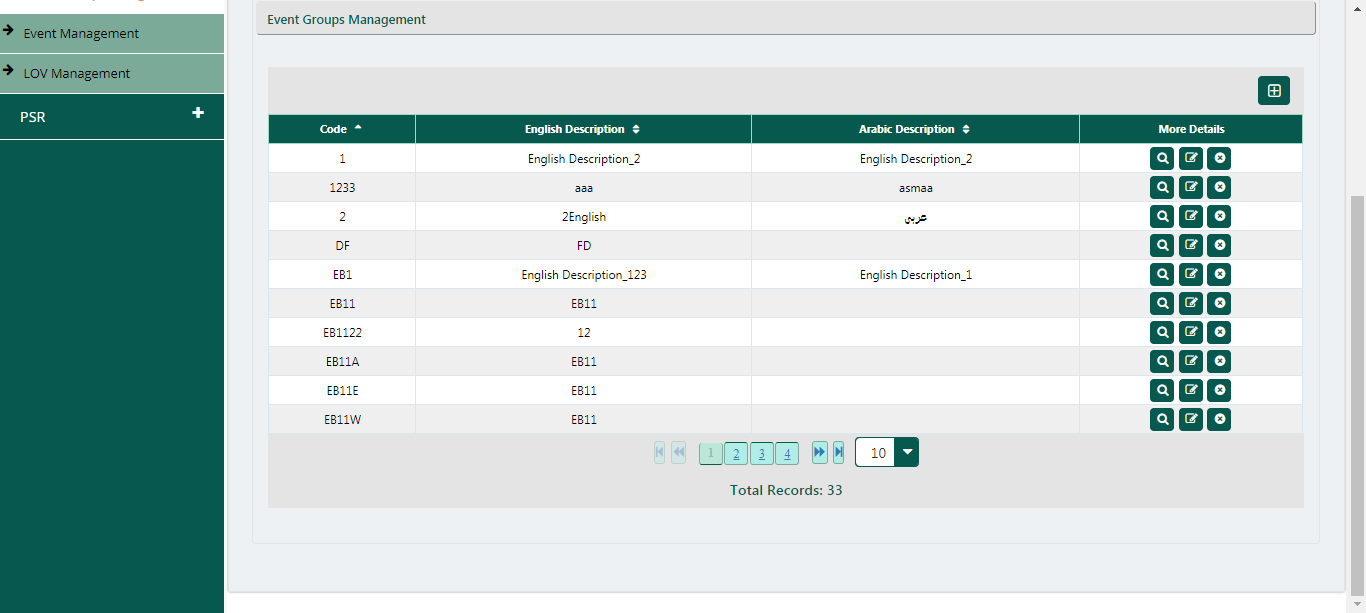 Event Groups Management
Event Management
LOV Management
PSR
Code English Description Arabic Description More Details
1 English Description_2 English Description_2
1233 aaa asmaa
2 2English عربي
DF FD
EB1 English Description_123 English Description_1
EB11 EB11
EB1122 12
EB11A EB11
EB11E EB11
EB11W EB11
1 2 3 4 10
Total Records: 33